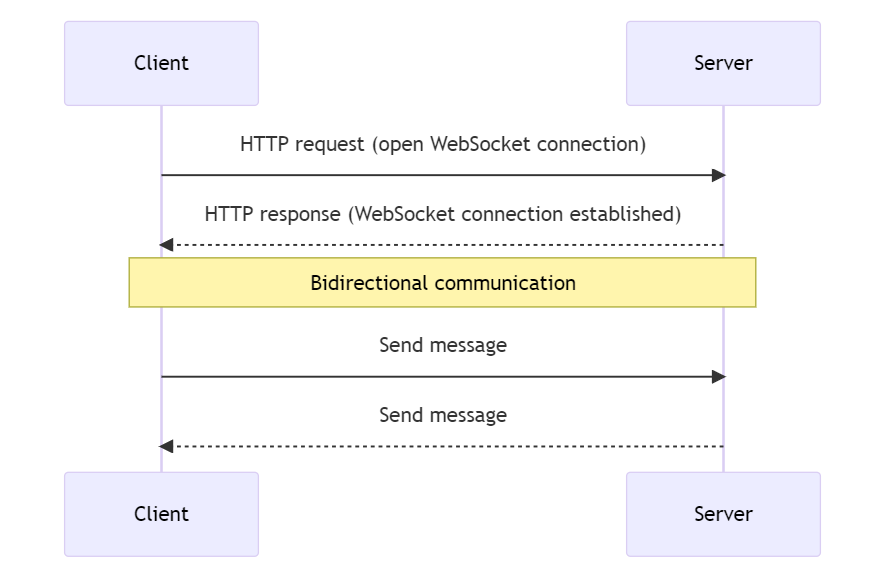 Client
Server
HTTP request (open WebSocket connection)
HTTP response (WebSocket connection established)
Bidirectional communication
Send message
Send message
Client
Server